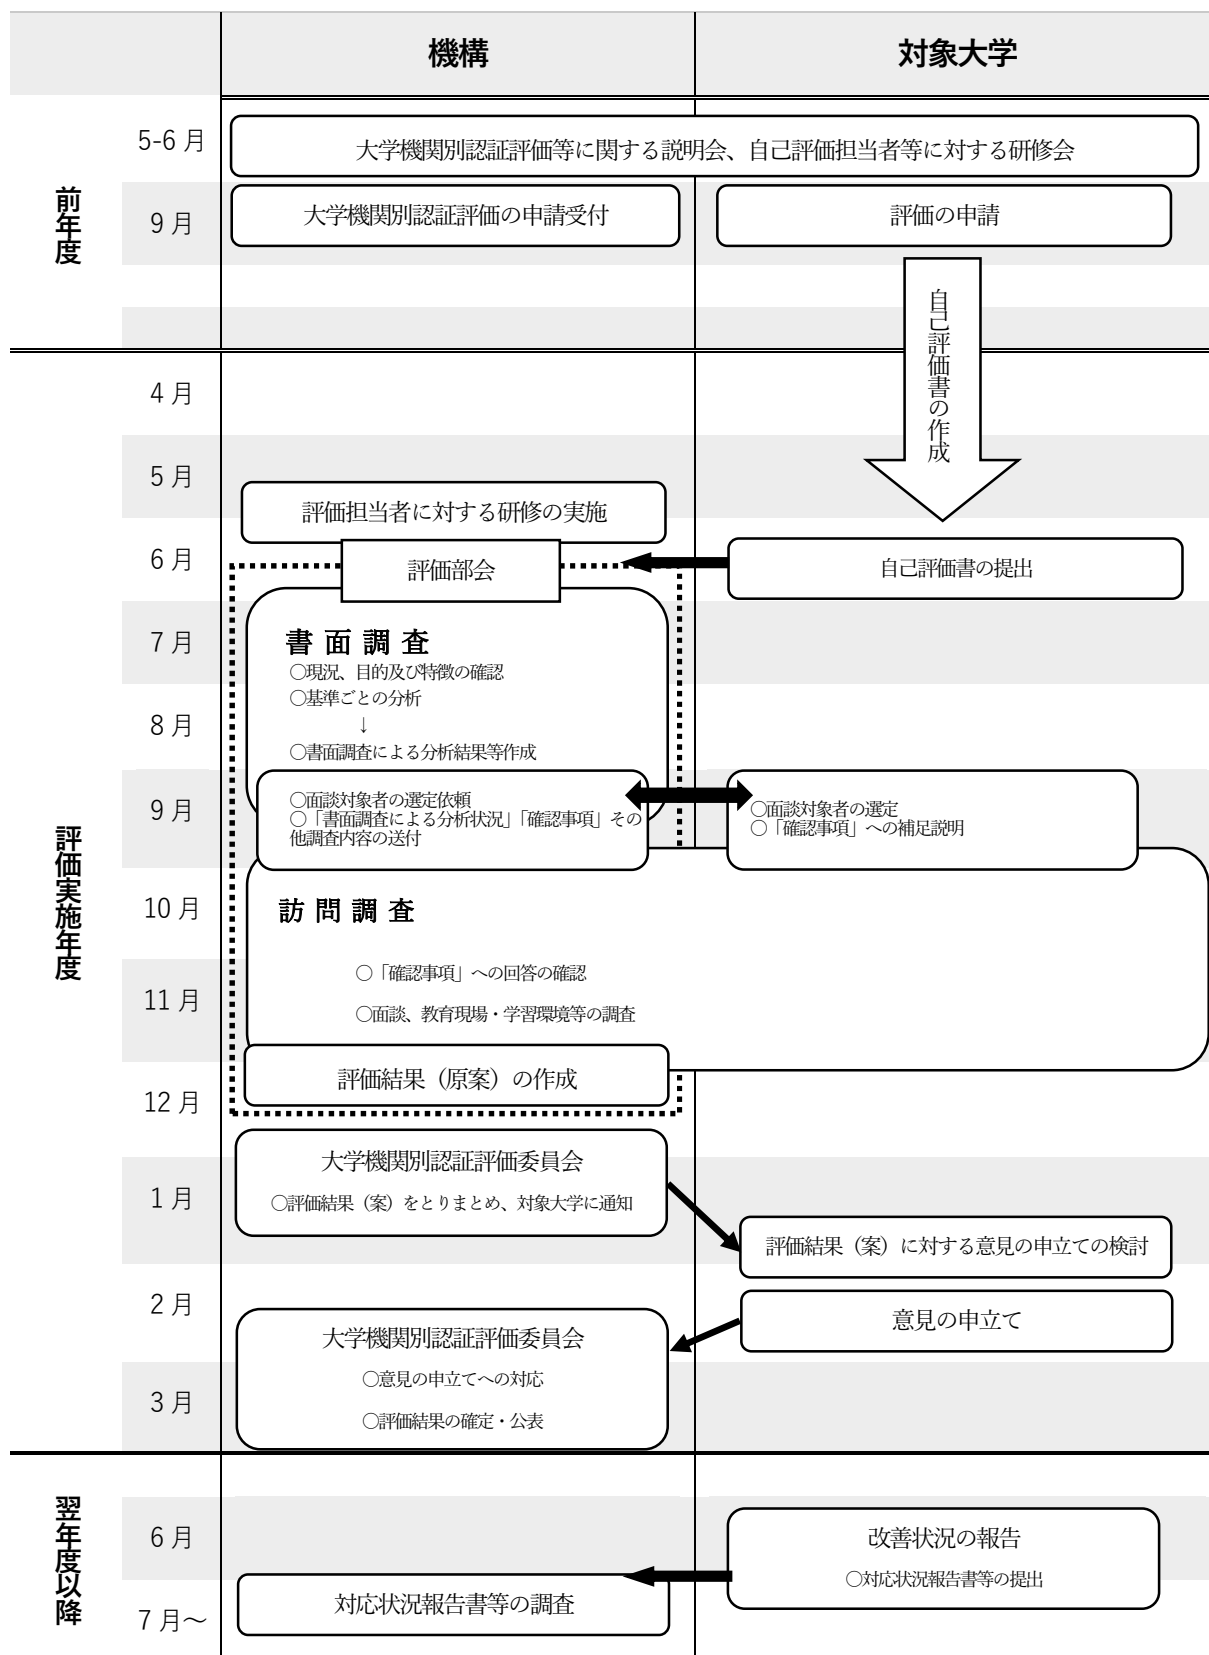 機構
対象大学
前年度
5-6 月
大学機関別認証評価等に関する説明会、自己評価担当者等に対する研修会
9 月
大学機関別認証評価の申請受付
評価の申請
自己評価書の作成
評価実施年度
4 月
5 月
評価担当者に対する研修の実施
6 月
評価部会
自己評価書の提出
7 月
書面調査
○現況、目的及び特徴の確認
○基準ごとの分析
8 月
↓
○書面調査による分析結果等作成
9 月
○面談対象者の選定依頼
○「書面調査による分析状況」「確認事項」その
他調査内容の送付
○面談対象者の選定
○「確認事項」への補足説明
10 月
訪問調査
○「確認事項」への回答の確認
11 月
○面談、教育現場・学習環境等の調査
評価結果（原案）の作成
12 月
大学機関別認証評価委員会
○評価結果（案）をとりまとめ、対象大学に通知
1 月
評価結果（案）に対する意見の申立ての検討
2 月
意見の申立て
大学機関別認証評価委員会
○意見の申立てへの対応
3 月
○評価結果の確定・公表
翌年度以降
6 月
改善状況の報告
○対応状況報告書等の提出
対応状況報告書等の調査
7 月～